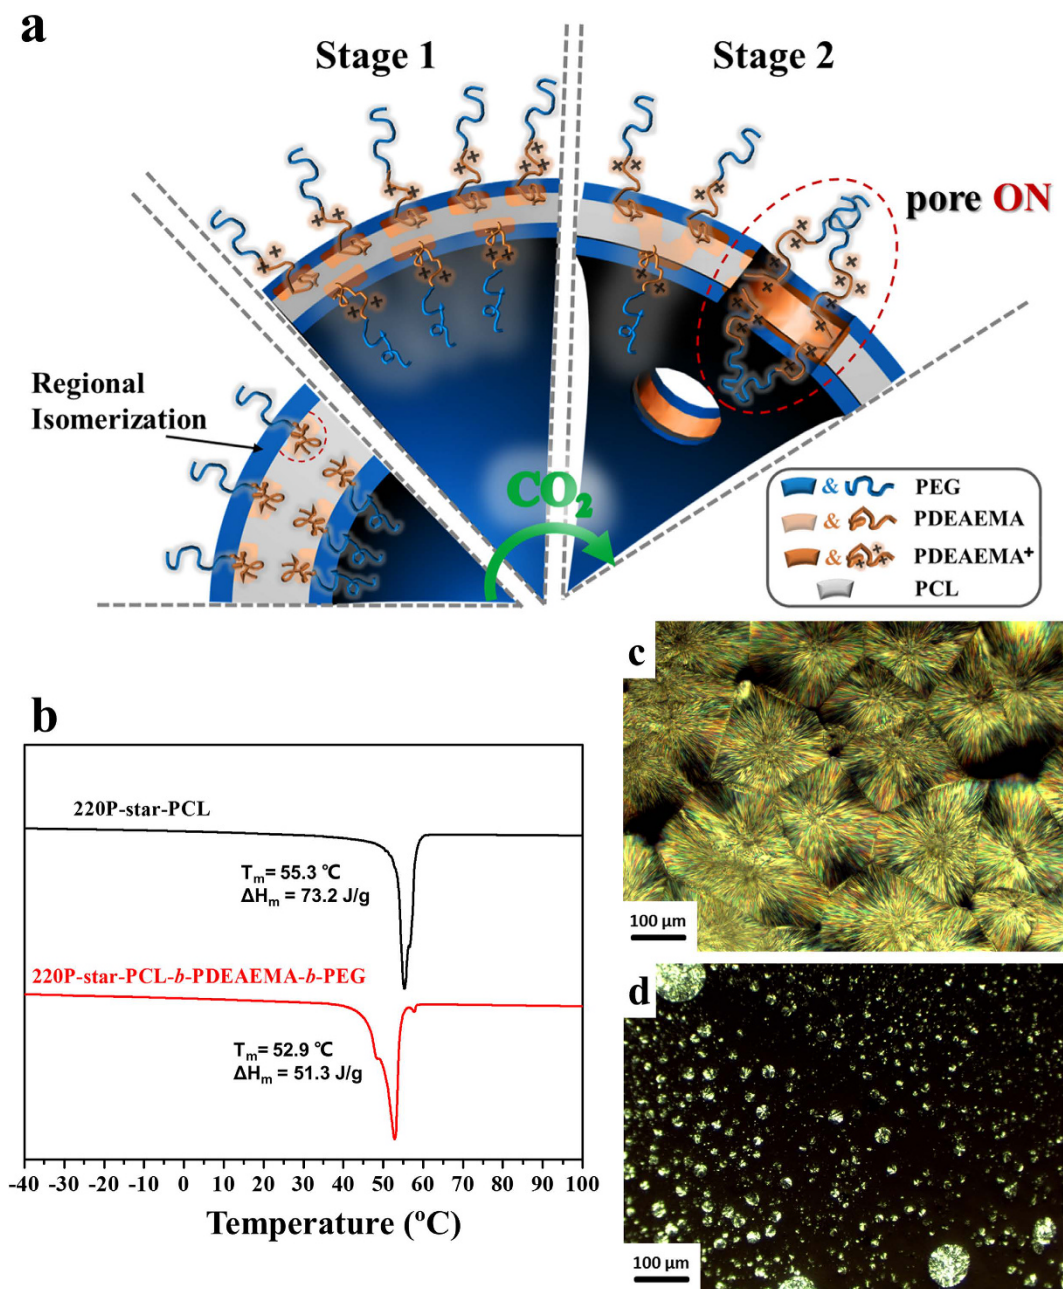 a
Stage 1
Stage 2
pore ON
Regional
Isomerization
CO₂
& PEG
& PDEAEMA
& PDEAEMA⁺
PCL
b
220P-star-PCL
Tₘ= 55.3 ℃
ΔHₘ = 73.2 J/g
220P-star-PCL-b-PDEAEMA-b-PEG
Tₘ= 52.9 ℃
ΔHₘ = 51.3 J/g
-40 -30 -20 -10 0 10 20 30 40 50 60 70 80 90 100
Temperature (ºC)
c
100 μm
d
100 μm